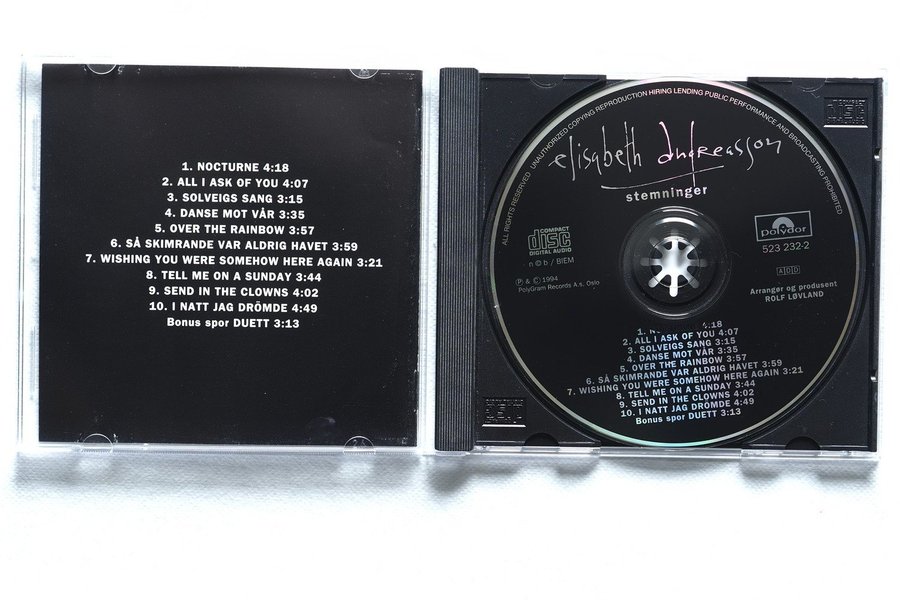 1. NOCTURNE 4:18
2. ALL I ASK OF YOU 4:07
3. SOLVEIGS SANG 3:15
4. DANSE MOT VÅR 3:35
5. OVER THE RAINBOW 3:57
6. SÅ SKIMRANDE VAR ALDRIG HAVET 3:59
7. WISHING YOU WERE SOMEHOW HERE AGAIN 3:21
8. TELL ME ON A SUNDAY 3:44
9. SEND IN THE CLOWNS 4:02
10. I NATT JAG DRÖMDE 4:49
Bonus spor DUETT 3:13
ALL RIGHTS RESERVED UNAUTHORIZED COPYING REPRODUCTION HIRING LENDING PUBLIC PERFORMANCE AND BROADCASTING PROHIBITED
elisabeth andreasson
stemninger
COMPACT
disc
DIGITAL AUDIO
n©b / BIEM
℗ & © 1994
PolyGram Records A.s. Oslo
polydor
523 232-2
ADD
Arrangør og produsent
ROLF LØVLAND
1. 4:18
2. ALL I ASK OF YOU 4:07
3. SOLVEIGS SANG 3:15
4. DANSE MOT VÅR 3:35
5. OVER THE RAINBOW 3:57
6. SÅ SKIMRANDE VAR ALDRIG HAVET 3:59
7. WISHING YOU WERE SOMEHOW HERE AGAIN 3:21
8. TELL ME ON A SUNDAY 3:44
9. SEND IN THE CLOWNS 4:02
10. I NATT JAG DRÖMDE 4:49
Bonus spor DUETT 3:13